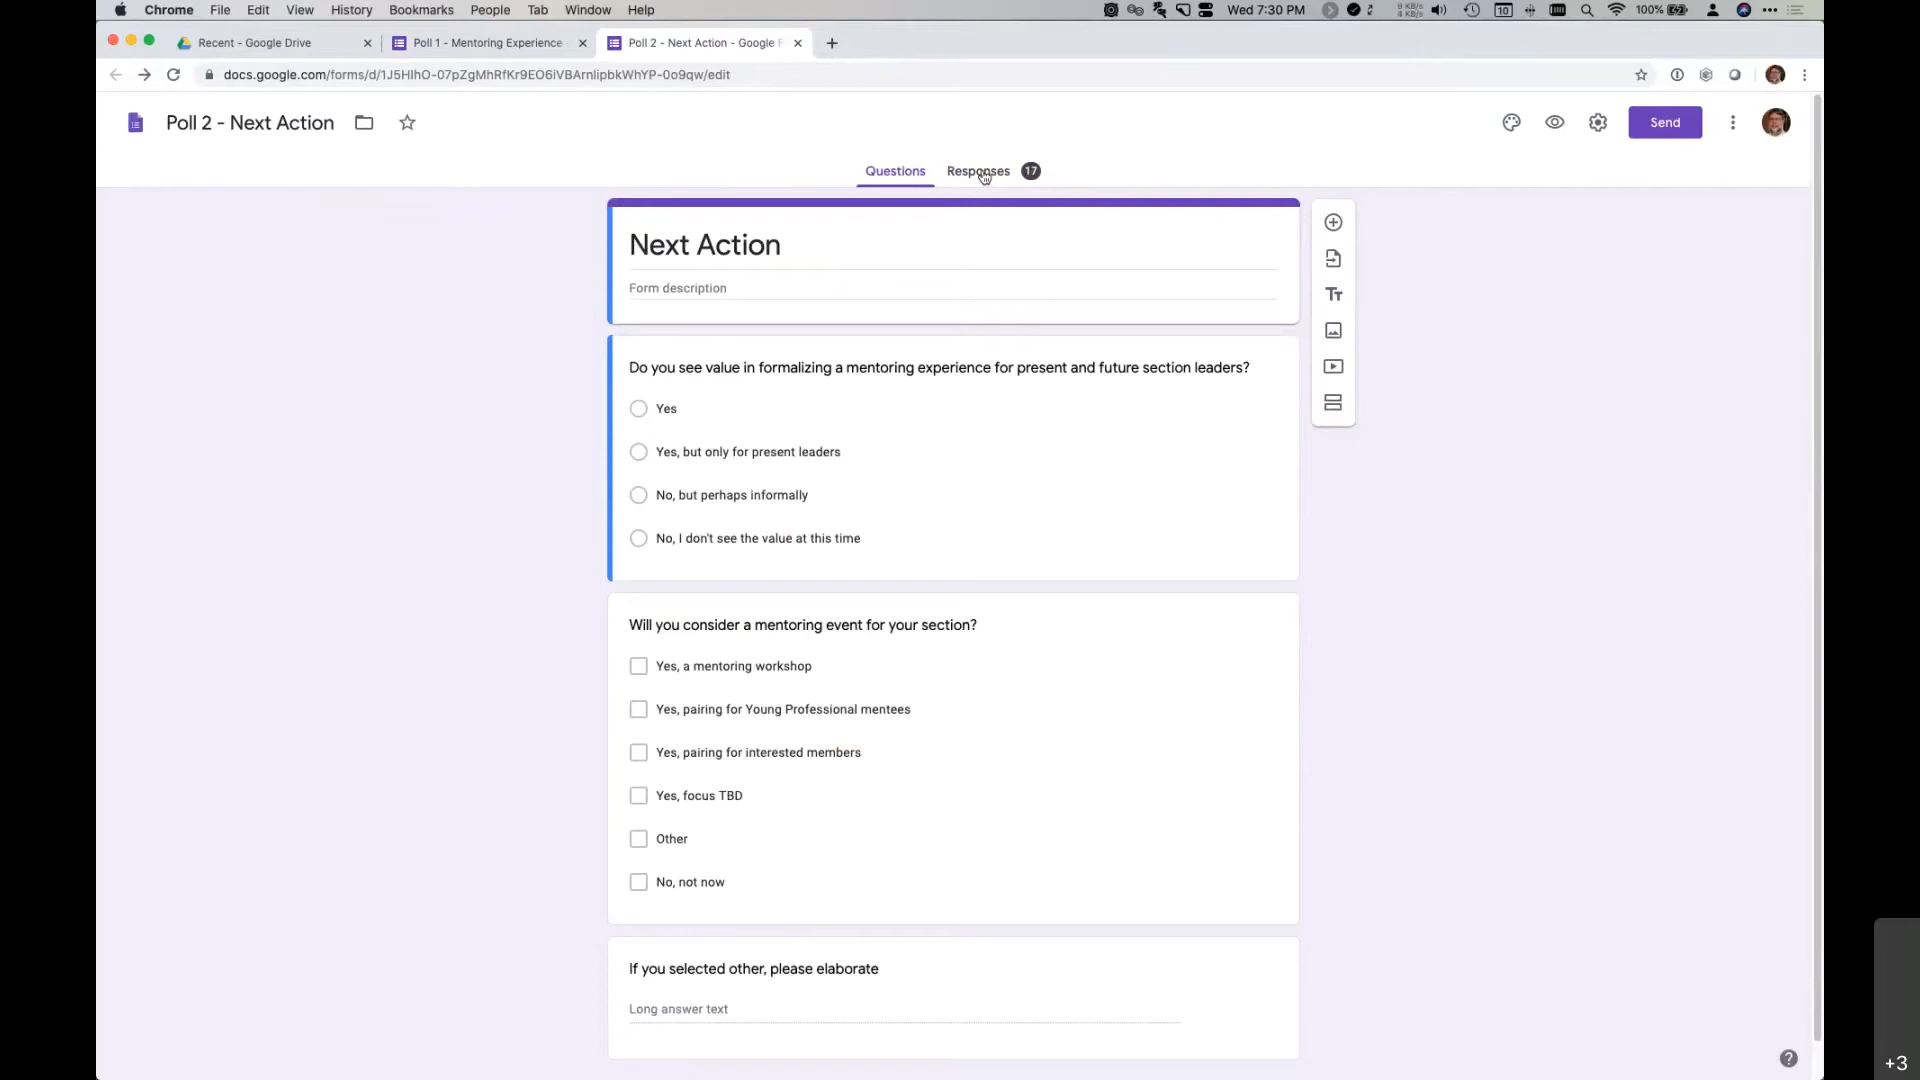 Chrome File Edit View History Bookmarks People Tab Window Help
Wed 7:30 PM
10
100%
Recent - Google Drive
Poll 1 - Mentoring Experience
Poll 2 - Next Action - Google F
docs.google.com/forms/d/1J5HIhO-07pZgMhRfKr9EO6iVBArnlipbkWhYP-0o9qw/edit
Poll 2 - Next Action
Send
Questions
Responses 17
Next Action
Form description
Do you see value in formalizing a mentoring experience for present and future section leaders?
Yes
Yes, but only for present leaders
No, but perhaps informally
No, I don't see the value at this time
Will you consider a mentoring event for your section?
Yes, a mentoring workshop
Yes, pairing for Young Professional mentees
Yes, pairing for interested members
Yes, focus TBD
Other
No, not now
If you selected other, please elaborate
Long answer text
+3